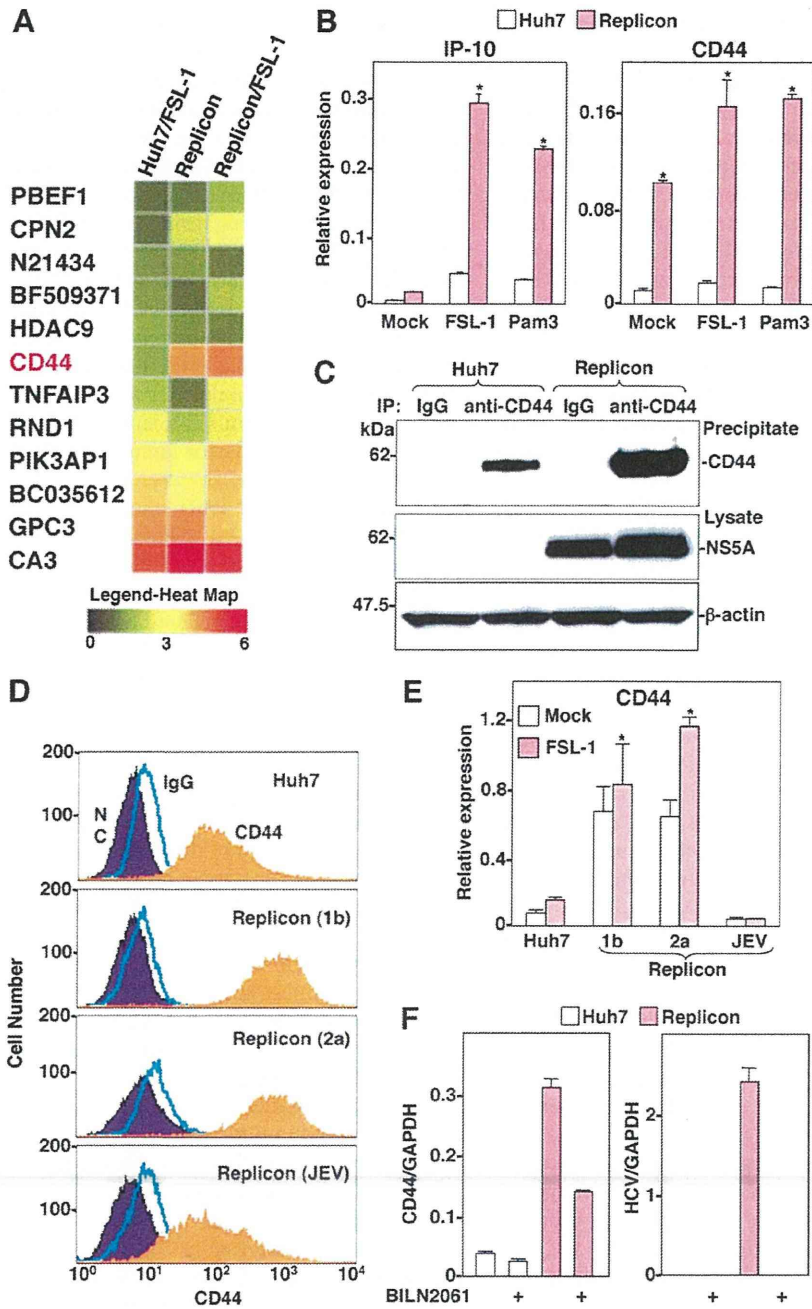 A
Huh7/FSL-1
Replicon
Replicon/FSL-1
PBEF1
CPN2
N21434
BF509371
HDAC9
CD44
TNFAIP3
RND1
PIK3AP1
BC035612
GPC3
CA3
Legend-Heat Map
0 3 6
B
Huh7 Replicon
IP-10
CD44
Relative expression
0.3
0.2
0.1
0
* *
Mock FSL-1 Pam3
0.16
0.08
0
* * *
Mock FSL-1 Pam3
C
Huh7 Replicon
IP: IgG anti-CD44 IgG anti-CD44
kDa
Precipitate
62-
-CD44
Lysate
62-
-NS5A
47.5-
-β-actin
D
Cell Number
200
100
NC
IgG
CD44
Huh7
200
100
Replicon (1b)
200
100
Replicon (2a)
200
100
Replicon (JEV)
10⁰ 10¹ 10² 10³ 10⁴
CD44
E
CD44
Mock
FSL-1
Relative expression
1.2
0.8
0.4
0
* *
Huh7 1b 2a JEV
Replicon
F
Huh7 Replicon
CD44/GAPDH
0.3
0.2
0.1
0
HCV/GAPDH
2
1
0
BILN2061 + + + +